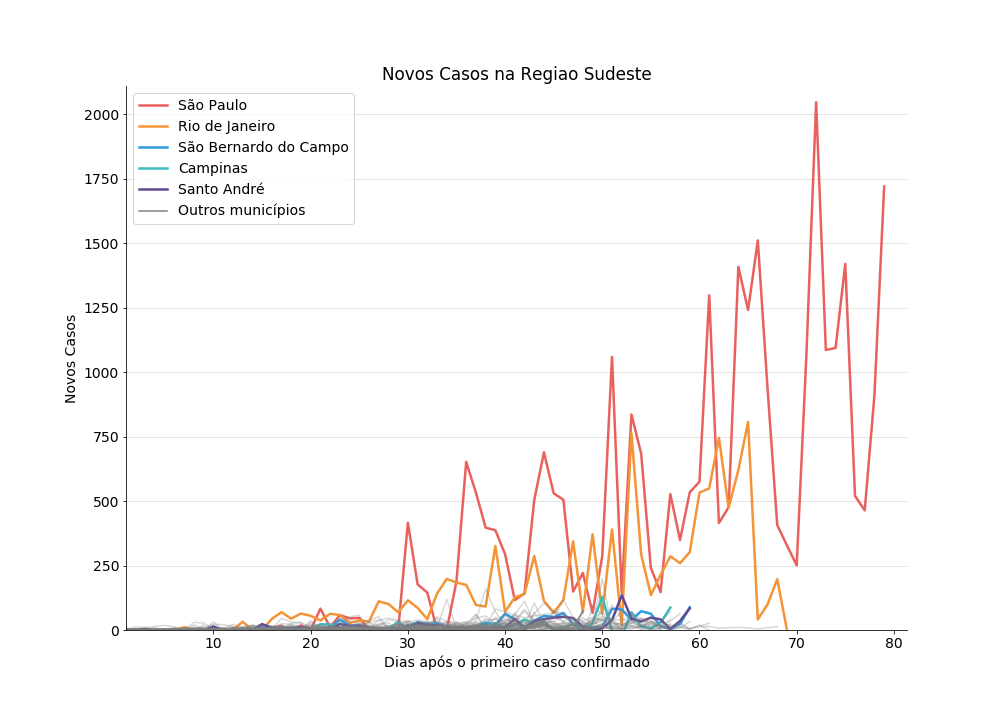 Novos Casos na Regiao Sudeste
São Paulo
Rio de Janeiro
São Bernardo do Campo
Campinas
Santo André
Outros municípios
2000
1750
1500
1250
1000
750
500
250
0
Novos Casos
10 20 30 40 50 60 70 80
Dias após o primeiro caso confirmado